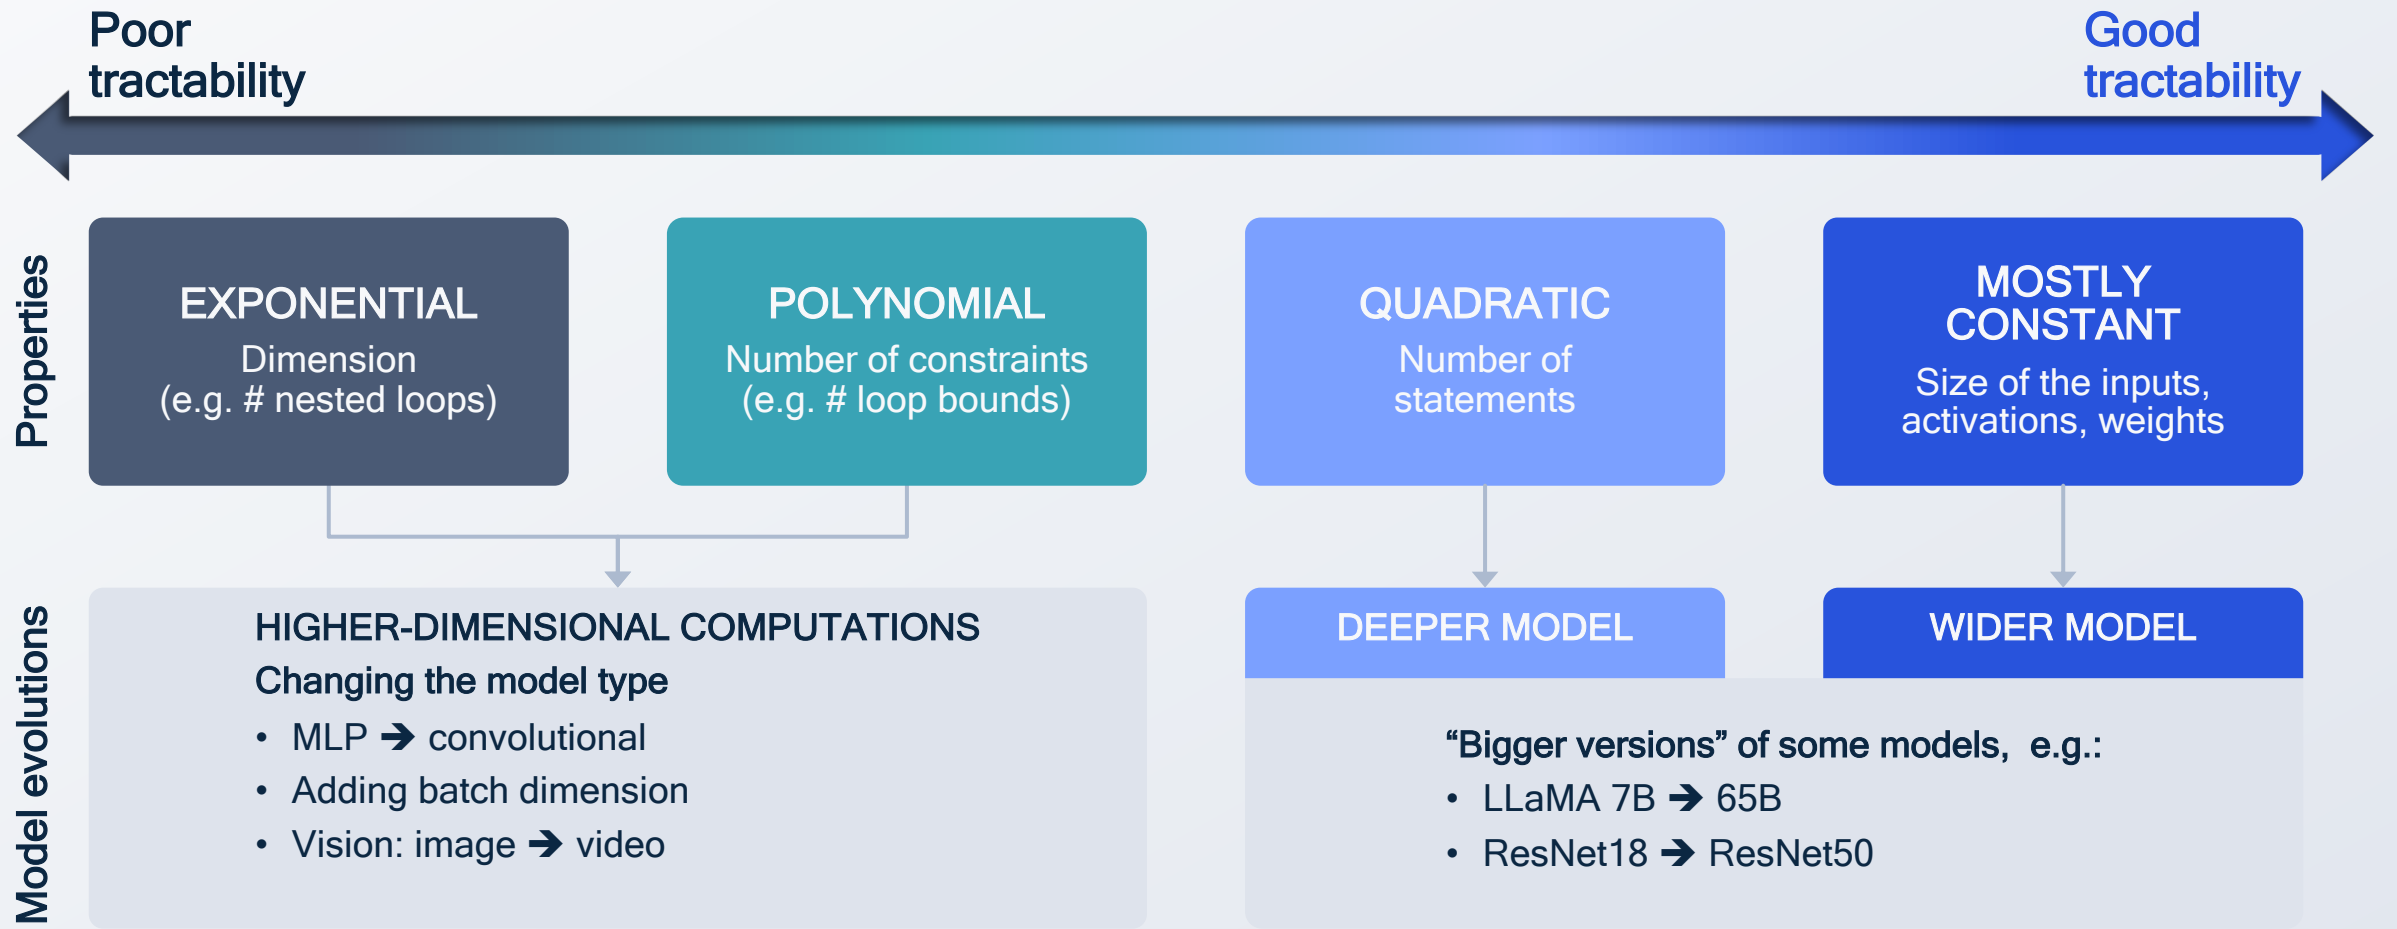 Poor
tractability
Good
tractability
Properties
EXPONENTIAL
Dimension
(e.g. # nested loops)
POLYNOMIAL
Number of constraints
(e.g. # loop bounds)
QUADRATIC
Number of
statements
MOSTLY
CONSTANT
Size of the inputs,
activations, weights
Model evolutions
HIGHER-DIMENSIONAL COMPUTATIONS
Changing the model type
• MLP ➔ convolutional
• Adding batch dimension
• Vision: image ➔ video
DEEPER MODEL
WIDER MODEL
“Bigger versions” of some models, e.g.:
• LLaMA 7B ➔ 65B
• ResNet18 ➔ ResNet50